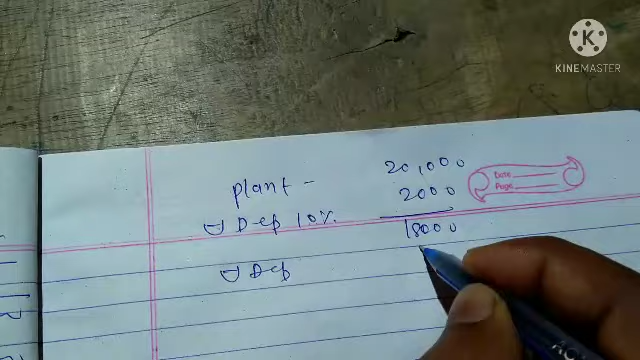 KINEMASTER
Date
Page
plant - 20,000
(-) Dep 10% 2000
18000
(-) Dep